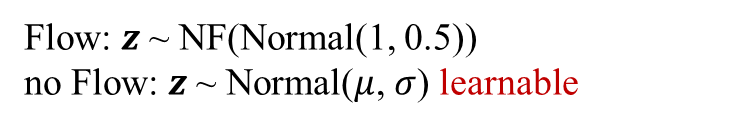 Flow: z ~ NF(Normal(1, 0.5))
no Flow: z ~ Normal(μ, σ) learnable